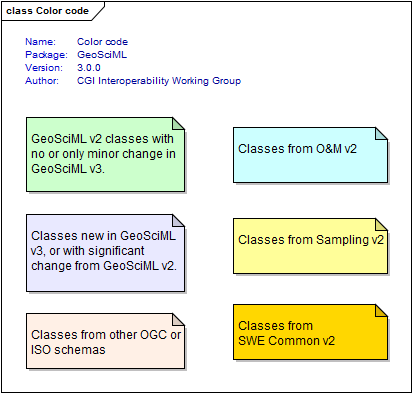 class Color code
Name: Color code
Package: GeoSciML
Version: 3.0.0
Author: CGI Interoperability Working Group
GeoSciML v2 classes with
no or only minor change in
GeoSciML v3.
Classes from O&M v2
Classes new in GeoSciML
v3, or with significant
change from GeoSciML v2.
Classes from Sampling v2
Classes from other OGC or
ISO schemas
Classes from
SWE Common v2